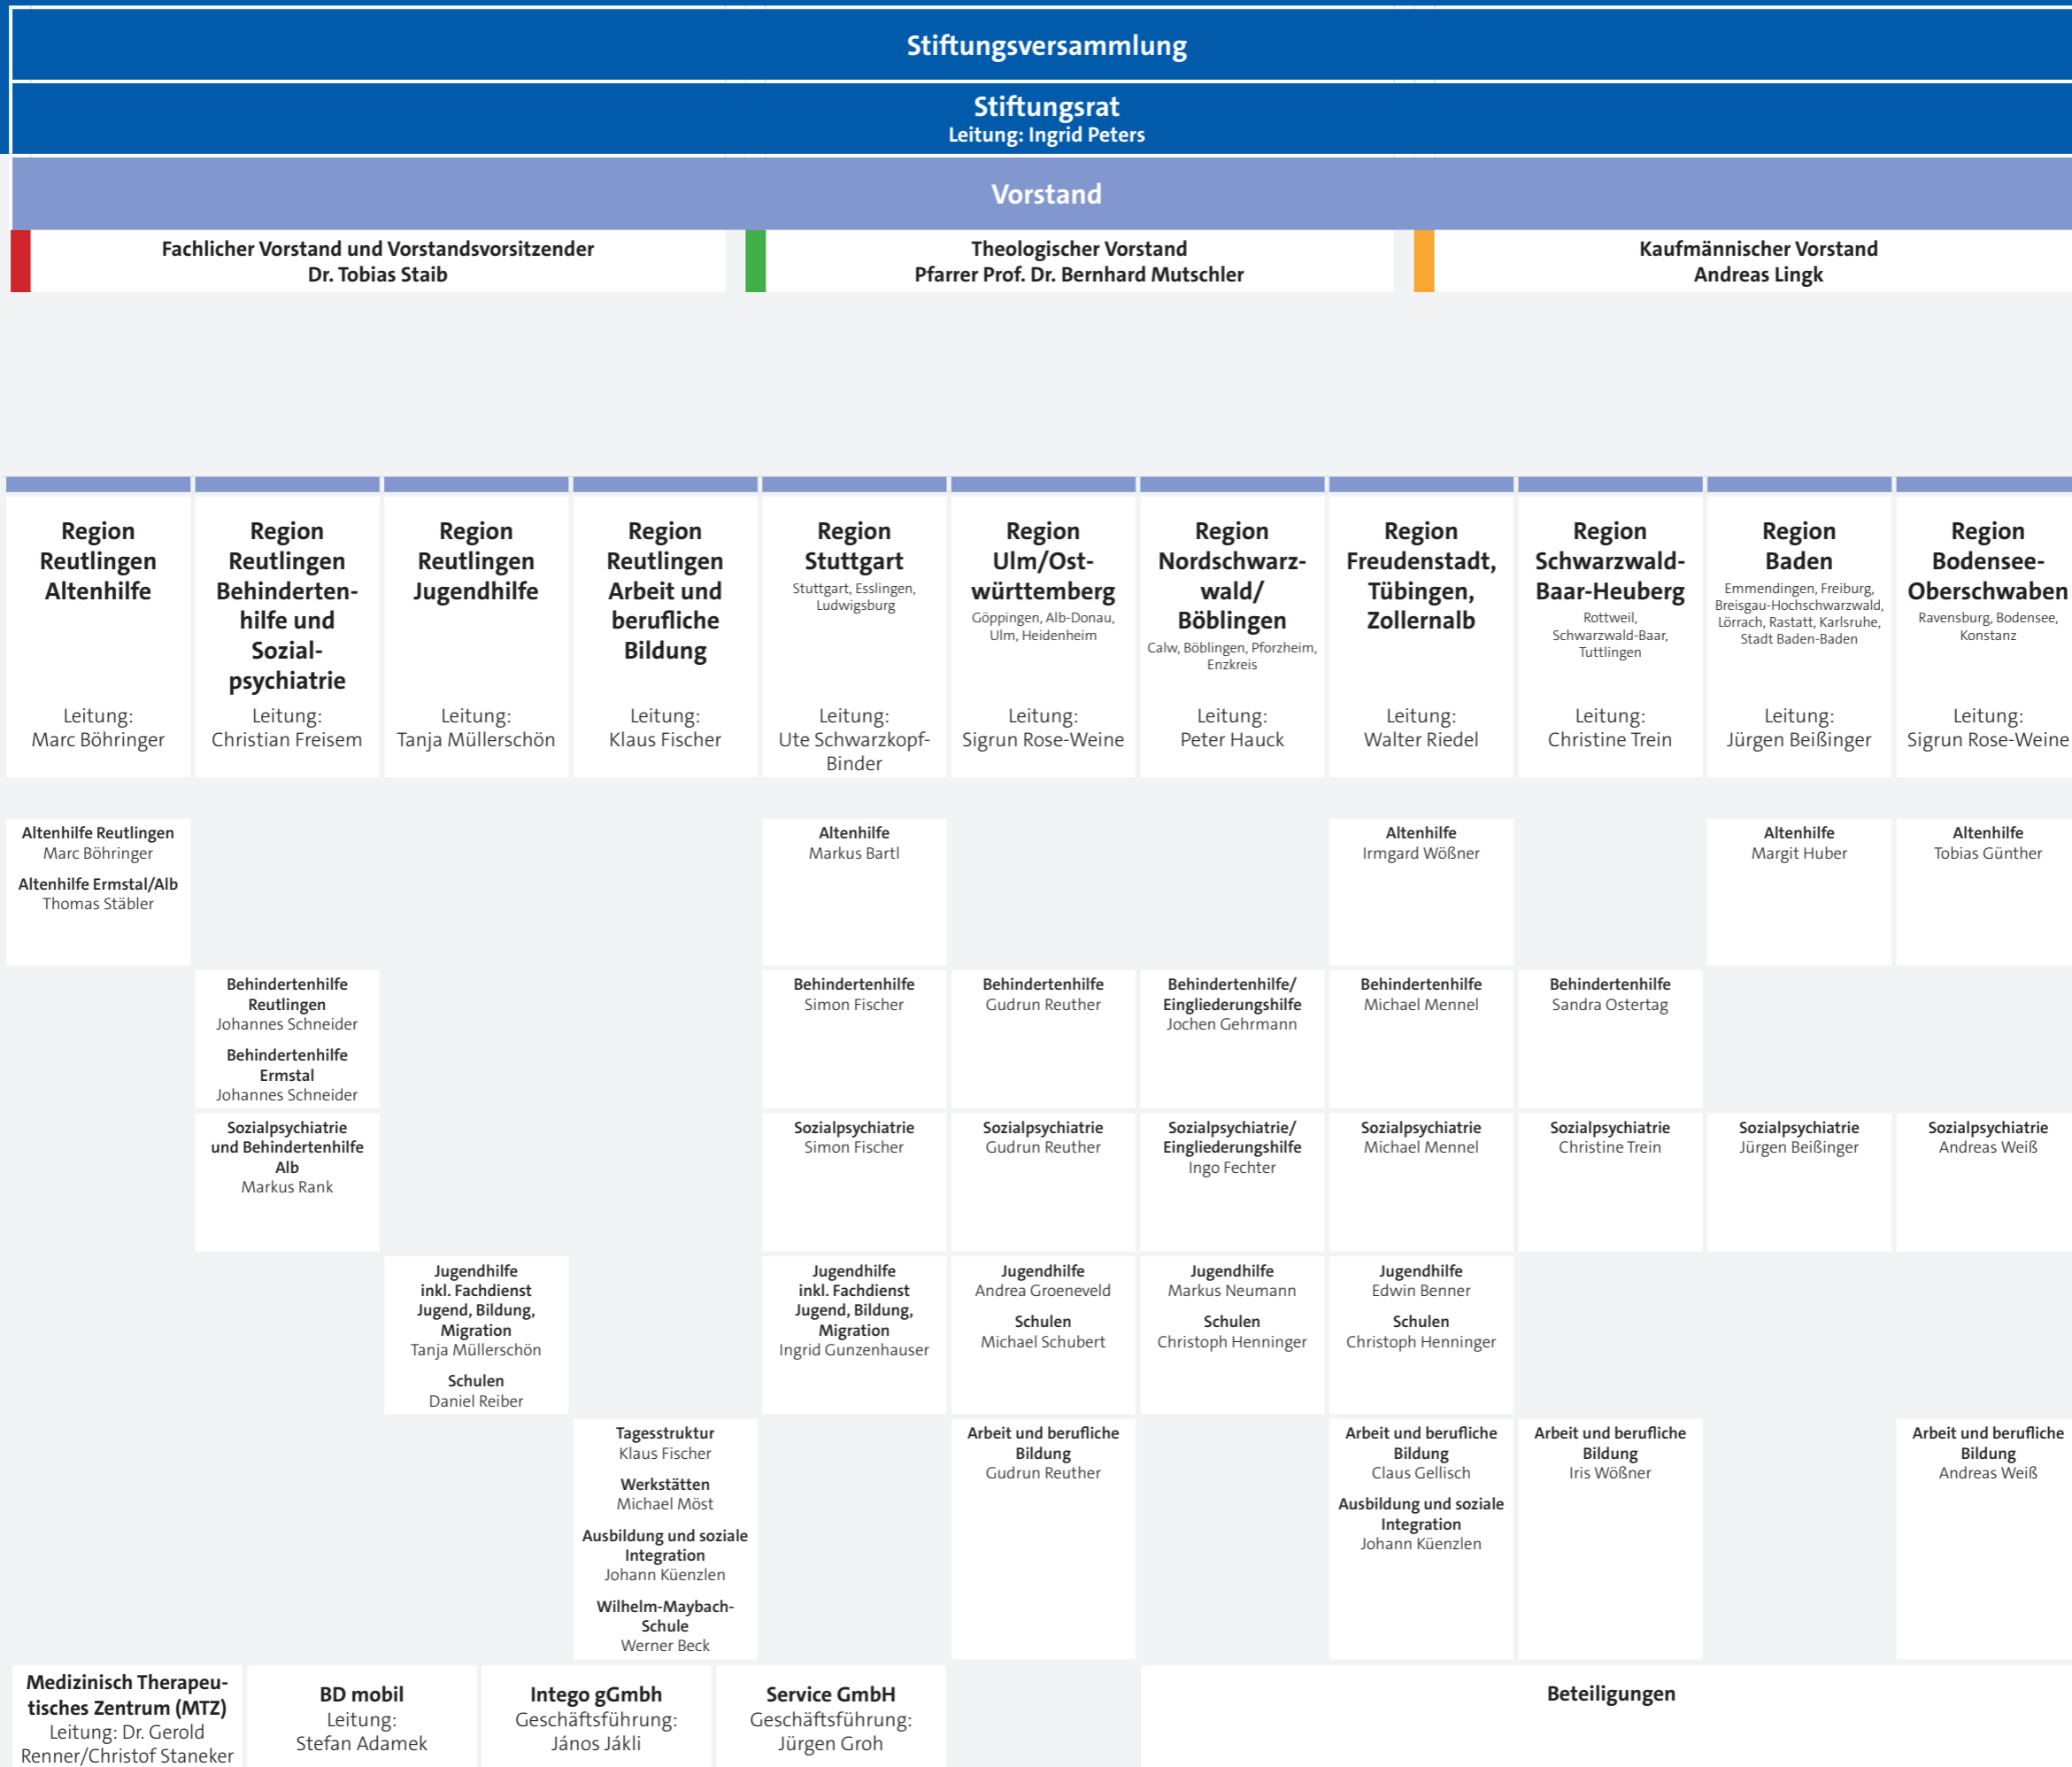 Stiftungsversammlung
Stiftungsrat
Leitung: Ingrid Peters
Vorstand
Fachlicher Vorstand und Vorstandsvorsitzender
Dr. Tobias Staib
Theologischer Vorstand
Pfarrer Prof. Dr. Bernhard Mutschler
Kaufmännischer Vorstand
Andreas Lingk
Region
Reutlingen
Altenhilfe
Leitung:
Marc Böhringer
Region
Reutlingen
Behinderten-
hilfe und
Sozial-
psychiatrie
Leitung:
Christian Freisem
Region
Reutlingen
Jugendhilfe
Leitung:
Tanja Müllerschön
Region
Reutlingen
Arbeit und
berufliche
Bildung
Leitung:
Klaus Fischer
Region
Stuttgart
Stuttgart, Esslingen,
Ludwigsburg
Leitung:
Ute Schwarzkopf-
Binder
Region
Ulm/Ost-
württemberg
Göppingen, Alb-Donau,
Ulm, Heidenheim
Leitung:
Sigrun Rose-Weine
Region
Nordschwarz-
wald/
Böblingen
Calw, Böblingen, Pforzheim,
Enzkreis
Leitung:
Peter Hauck
Region
Freudenstadt,
Tübingen,
Zollernalb
Leitung:
Walter Riedel
Region
Schwarzwald-
Baar-Heuberg
Rottweil,
Schwarzwald-Baar,
Tuttlingen
Leitung:
Christine Trein
Region
Baden
Emmendingen, Freiburg,
Breisgau-Hochschwarzwald,
Lörrach, Rastatt, Karlsruhe,
Stadt Baden-Baden
Leitung:
Jürgen Beißinger
Region
Bodensee-
Oberschwaben
Ravensburg, Bodensee,
Konstanz
Leitung:
Sigrun Rose-Weine
Altenhilfe Reutlingen
Marc Böhringer
Altenhilfe Ermstal/Alb
Thomas Stäbler
Altenhilfe
Markus Bartl
Altenhilfe
Irmgard Wößner
Altenhilfe
Margit Huber
Altenhilfe
Tobias Günther
Behindertenhilfe
Reutlingen
Johannes Schneider
Behindertenhilfe
Ermstal
Johannes Schneider
Behindertenhilfe
Simon Fischer
Behindertenhilfe
Gudrun Reuther
Behindertenhilfe/
Eingliederungshilfe
Jochen Gehrmann
Behindertenhilfe
Michael Mennel
Behindertenhilfe
Sandra Ostertag
Sozialpsychiatrie
und Behindertenhilfe
Alb
Markus Rank
Sozialpsychiatrie
Simon Fischer
Sozialpsychiatrie
Gudrun Reuther
Sozialpsychiatrie/
Eingliederungshilfe
Ingo Fechter
Sozialpsychiatrie
Michael Mennel
Sozialpsychiatrie
Christine Trein
Sozialpsychiatrie
Jürgen Beißinger
Sozialpsychiatrie
Andreas Weiß
Jugendhilfe
inkl. Fachdienst
Jugend, Bildung,
Migration
Tanja Müllerschön
Schulen
Daniel Reiber
Jugendhilfe
inkl. Fachdienst
Jugend, Bildung,
Migration
Ingrid Gunzenhauser
Jugendhilfe
Andrea Groeneveld
Schulen
Michael Schubert
Jugendhilfe
Markus Neumann
Schulen
Christoph Henninger
Jugendhilfe
Edwin Benner
Schulen
Christoph Henninger
Tagesstruktur
Klaus Fischer
Werkstätten
Michael Möst
Ausbildung und soziale
Integration
Johann Küenzlen
Wilhelm-Maybach-
Schule
Werner Beck
Arbeit und berufliche
Bildung
Gudrun Reuther
Arbeit und berufliche
Bildung
Claus Gellisch
Ausbildung und soziale
Integration
Johann Küenzlen
Arbeit und berufliche
Bildung
Iris Wößner
Arbeit und berufliche
Bildung
Andreas Weiß
Medizinisch Therapeu-
tisches Zentrum (MTZ)
Leitung: Dr. Gerold
Renner/Christof Staneker
BD mobil
Leitung:
Stefan Adamek
Intego gGmbh
Geschäftsführung:
János Jákli
Service GmbH
Geschäftsführung:
Jürgen Groh
Beteiligungen